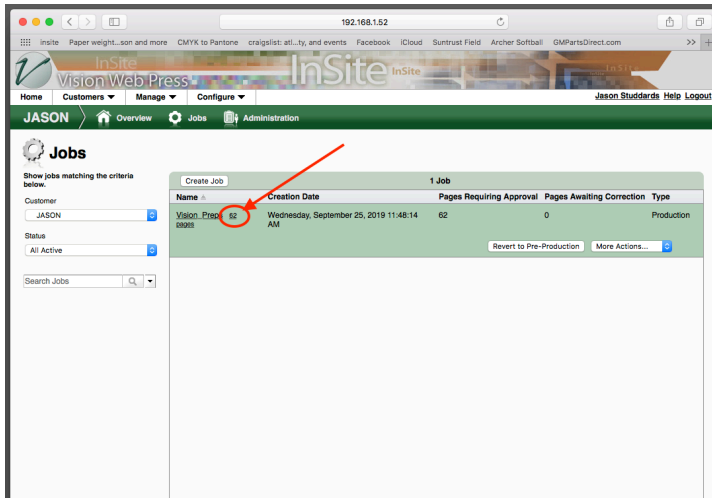 192.168.1.52
insite Paper weight...son and more CMYK to Pantone craigslist: atl...ty, and events Facebook iCloud Suntrust Field Archer Softball GMPartsDirect.com >> +
InSite
Vision Web Press
InSite InSite
InSite
Home Customers Manage Configure Jason Studdards Help Logout
JASON Overview Jobs Administration
Jobs
Show jobs matching the criteria
below.
Customer
JASON
Status
All Active
Search Jobs
Create Job 1 Job
Name Creation Date Pages Requiring Approval Pages Awaiting Correction Type
Vision_Preps 62 Wednesday, September 25, 2019 11:48:14 62 0 Production
pages AM
Revert to Pre-Production More Actions...